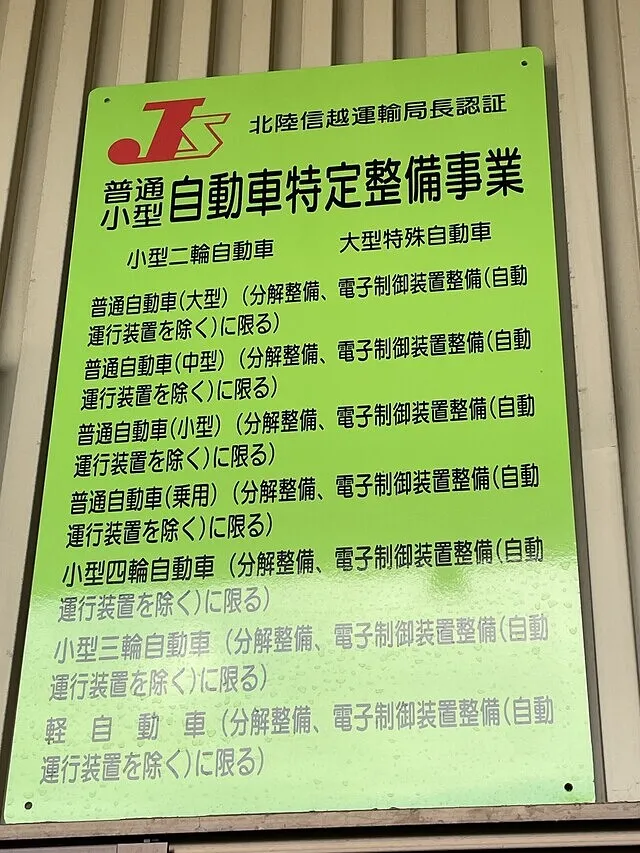 JS 北陸信越運輸局長認証
普通
小型 自動車特定整備事業
小型二輪自動車 大型特殊自動車
普通自動車(大型)(分解整備、電子制御装置整備(自動
運行装置を除く)に限る)
普通自動車(中型)(分解整備、電子制御装置整備(自動
運行装置を除く)に限る)
普通自動車(小型)(分解整備、電子制御装置整備(自動
運行装置を除く)に限る)
普通自動車(乗用)(分解整備、電子制御装置整備(自動
運行装置を除く)に限る)
小型四輪自動車(分解整備、電子制御装置整備(自動
運行装置を除く)に限る)
小型三輪自動車(分解整備、電子制御装置整備(自動
運行装置を除く)に限る)
軽自動車(分解整備、電子制御装置整備(自動
運行装置を除く)に限る)